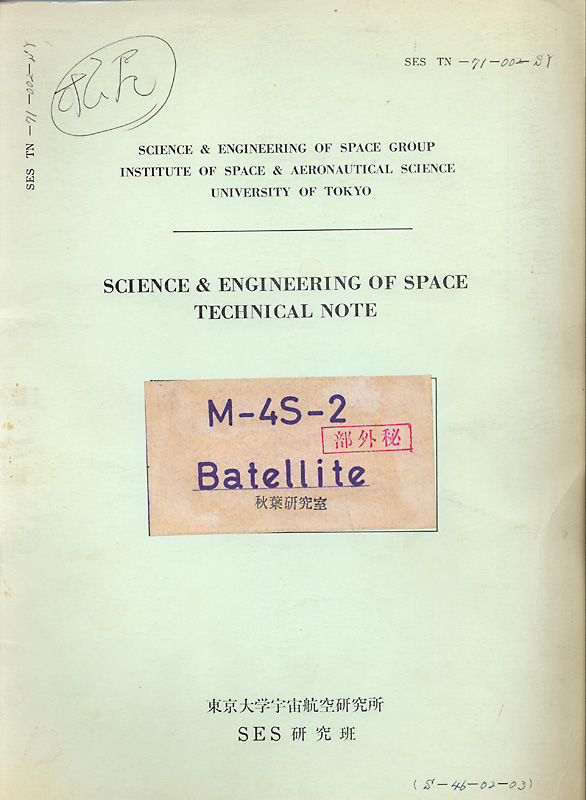 SES TN -71-002-SY
SES TN -71-002-SY
SCIENCE & ENGINEERING OF SPACE GROUP
INSTITUTE OF SPACE & AERONAUTICAL SCIENCE
UNIVERSITY OF TOKYO
SCIENCE & ENGINEERING OF SPACE
TECHNICAL NOTE
M-4S-2
部外秘
Batellite
秋葉研究室
東京大学宇宙航空研究所
SES 研究班
(S-46-02-03)